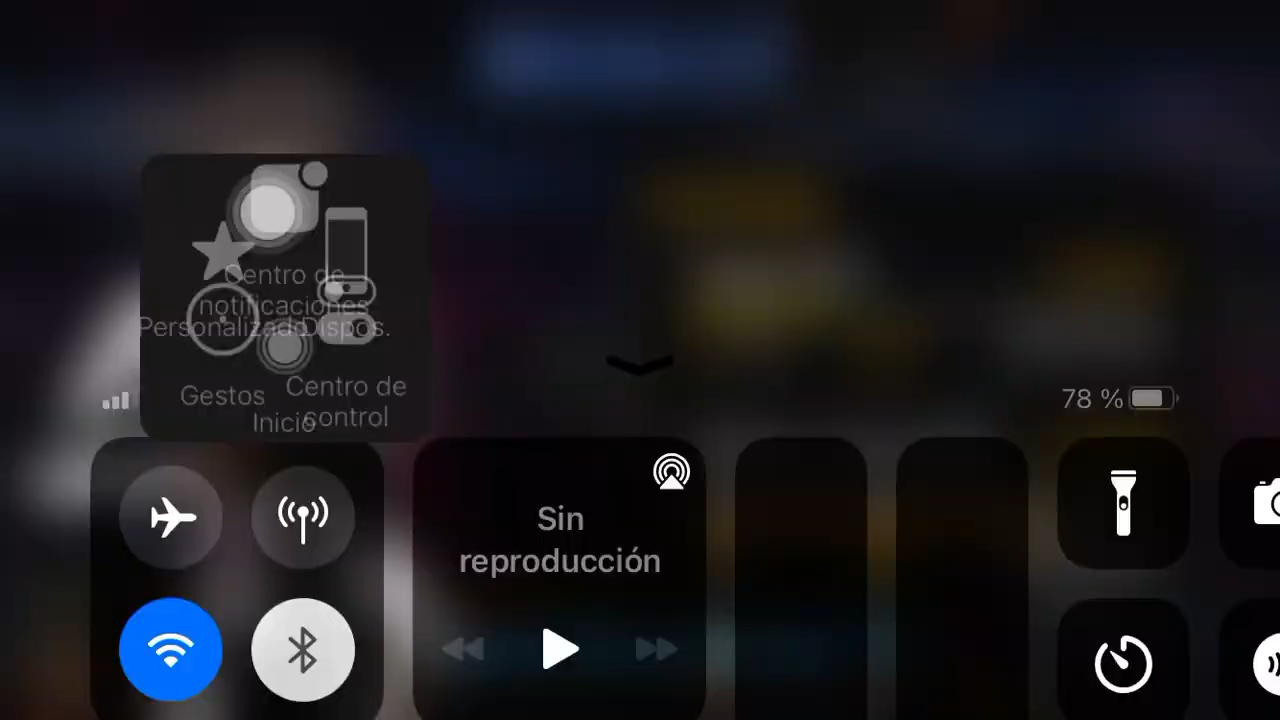 Centro de
notificaciones
Personalizado
Dispos.
Gestos
Centro de
control
Inicio
78 %
Sin
reproducción